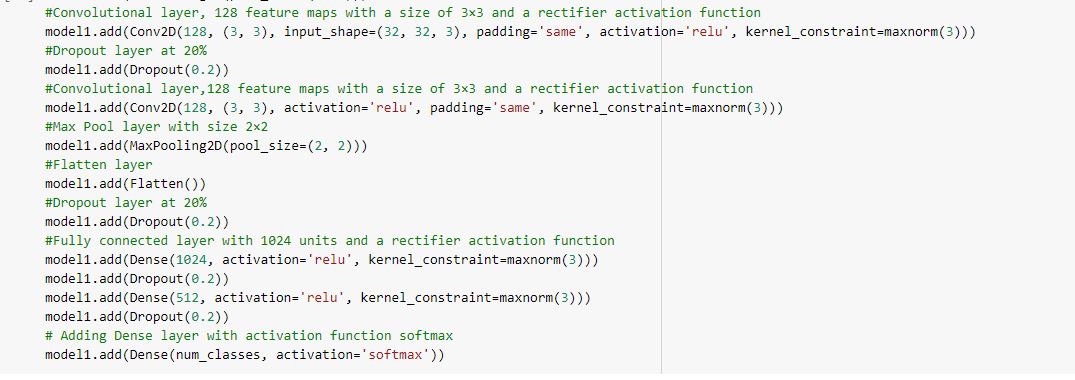 #Convolutional layer, 128 feature maps with a size of 3×3 and a rectifier activation function
model1.add(Conv2D(128, (3, 3), input_shape=(32, 32, 3), padding='same', activation='relu', kernel_constraint=maxnorm(3)))
#Dropout layer at 20%
model1.add(Dropout(0.2))
#Convolutional layer,128 feature maps with a size of 3×3 and a rectifier activation function
model1.add(Conv2D(128, (3, 3), activation='relu', padding='same', kernel_constraint=maxnorm(3)))
#Max Pool layer with size 2×2
model1.add(MaxPooling2D(pool_size=(2, 2)))
#Flatten layer
model1.add(Flatten())
#Dropout layer at 20%
model1.add(Dropout(0.2))
#Fully connected layer with 1024 units and a rectifier activation function
model1.add(Dense(1024, activation='relu', kernel_constraint=maxnorm(3)))
model1.add(Dropout(0.2))
model1.add(Dense(512, activation='relu', kernel_constraint=maxnorm(3)))
model1.add(Dropout(0.2))
# Adding Dense layer with activation function softmax
model1.add(Dense(num_classes, activation='softmax'))